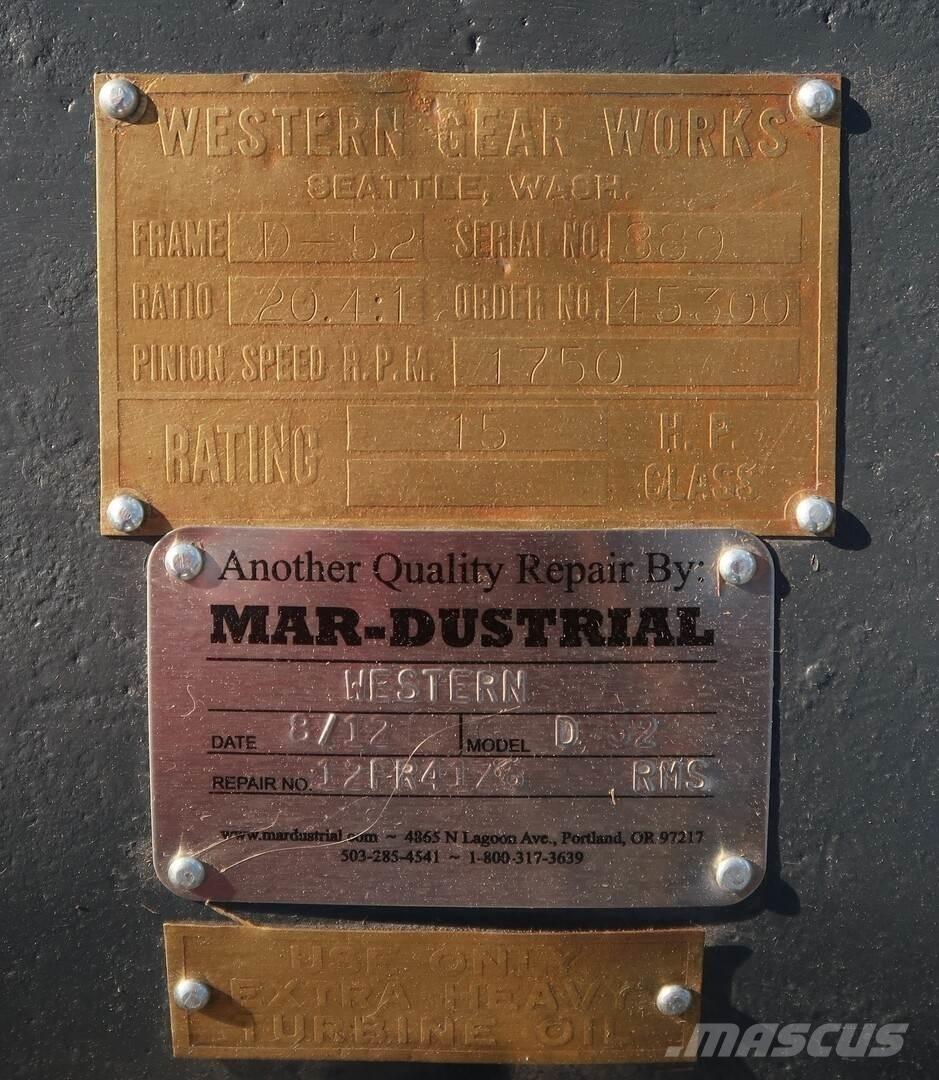 WESTERN GEAR WORKS
SEATTLE, WASH.
FRAME D-52 SERIAL NO. 889
RATIO 20.4:1 ORDER NO. 45300
PINION SPEED R.P.M. 1750
RATING 15 H.P.
CLASS
Another Quality Repair By:
MAR-DUSTRIAL
WESTERN
DATE 8/12 MODEL D 52
REPAIR NO. RMS
www.mardustrial.com ~ 4865 N Lagoon Ave., Portland, OR 97217
503-285-4541 ~ 1-800-317-3639
USE ONLY
EXTRA HEAVY
TURBINE OIL
.MASCUS